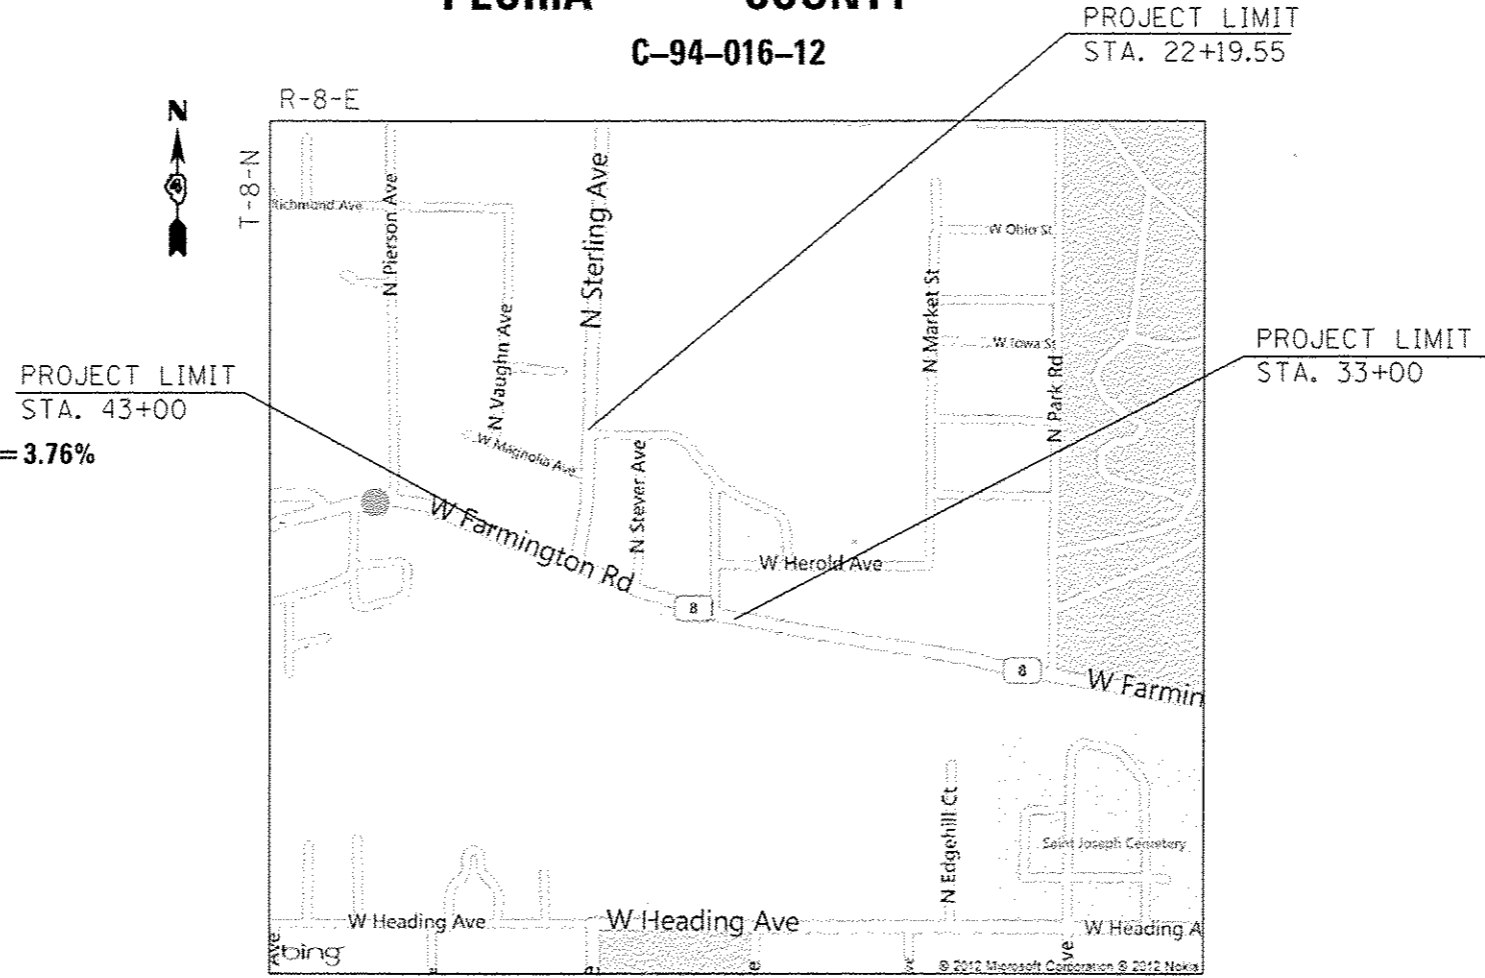 COUNTY
C–94–016–12
PROJECT LIMIT
STA. 22+19.55
N
R-8-E
T-8-N
Richmond Ave
N Pierson Ave
N Sterling Ave
N Vaughn Ave
W Magnolia Ave
N Stever Ave
N Market St
W Ohio St
W Iowa St
N Park Rd
PROJECT LIMIT
STA. 33+00
PROJECT LIMIT
STA. 43+00
= 3.76%
W Farmington Rd
W Herold Ave
8
8
W Farmin
N Edgehill Ct
Saint Joseph Cemetery
W Heading Ave
W Heading Ave
W Heading A
Ave
bing
e
e
e
ve
ve
© 2012 Microsoft Corporation © 2012 Nokia